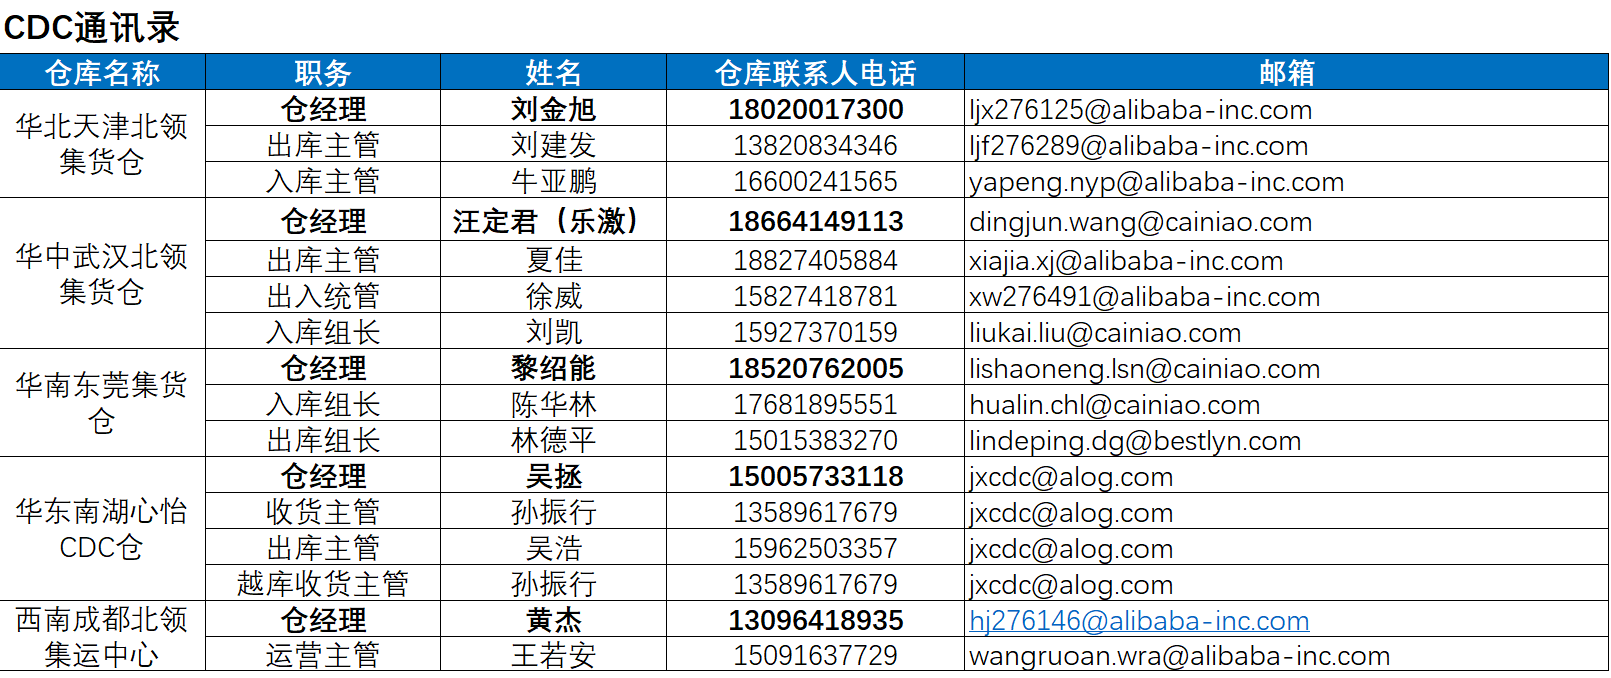 CDC通讯录
仓库名称 职务 姓名 仓库联系人电话 邮箱
华北天津北领
集货仓
仓经理 刘金旭 18020017300 ljx276125@alibaba-inc.com
出库主管 刘建发 13820834346 ljf276289@alibaba-inc.com
入库主管 牛亚鹏 16600241565 yapeng.nyp@alibaba-inc.com
华中武汉北领
集货仓
仓经理 汪定君（乐激） 18664149113 dingjun.wang@cainiao.com
出库主管 夏佳 18827405884 xiajia.xj@alibaba-inc.com
出入统管 徐威 15827418781 xw276491@alibaba-inc.com
入库组长 刘凯 15927370159 liukai.liu@cainiao.com
华南东莞集货
仓
仓经理 黎绍能 18520762005 lishaoneng.lsn@cainiao.com
入库组长 陈华林 17681895551 hualin.chl@cainiao.com
出库组长 林德平 15015383270 lindeping.dg@bestlyn.com
华东南湖心怡
CDC仓
仓经理 吴拯 15005733118 jxcdc@alog.com
收货主管 孙振行 13589617679 jxcdc@alog.com
出库主管 吴浩 15962503357 jxcdc@alog.com
越库收货主管 孙振行 13589617679 jxcdc@alog.com
西南成都北领
集运中心
仓经理 黄杰 13096418935 hj276146@alibaba-inc.com
运营主管 王若安 15091637729 wangruoan.wra@alibaba-inc.com